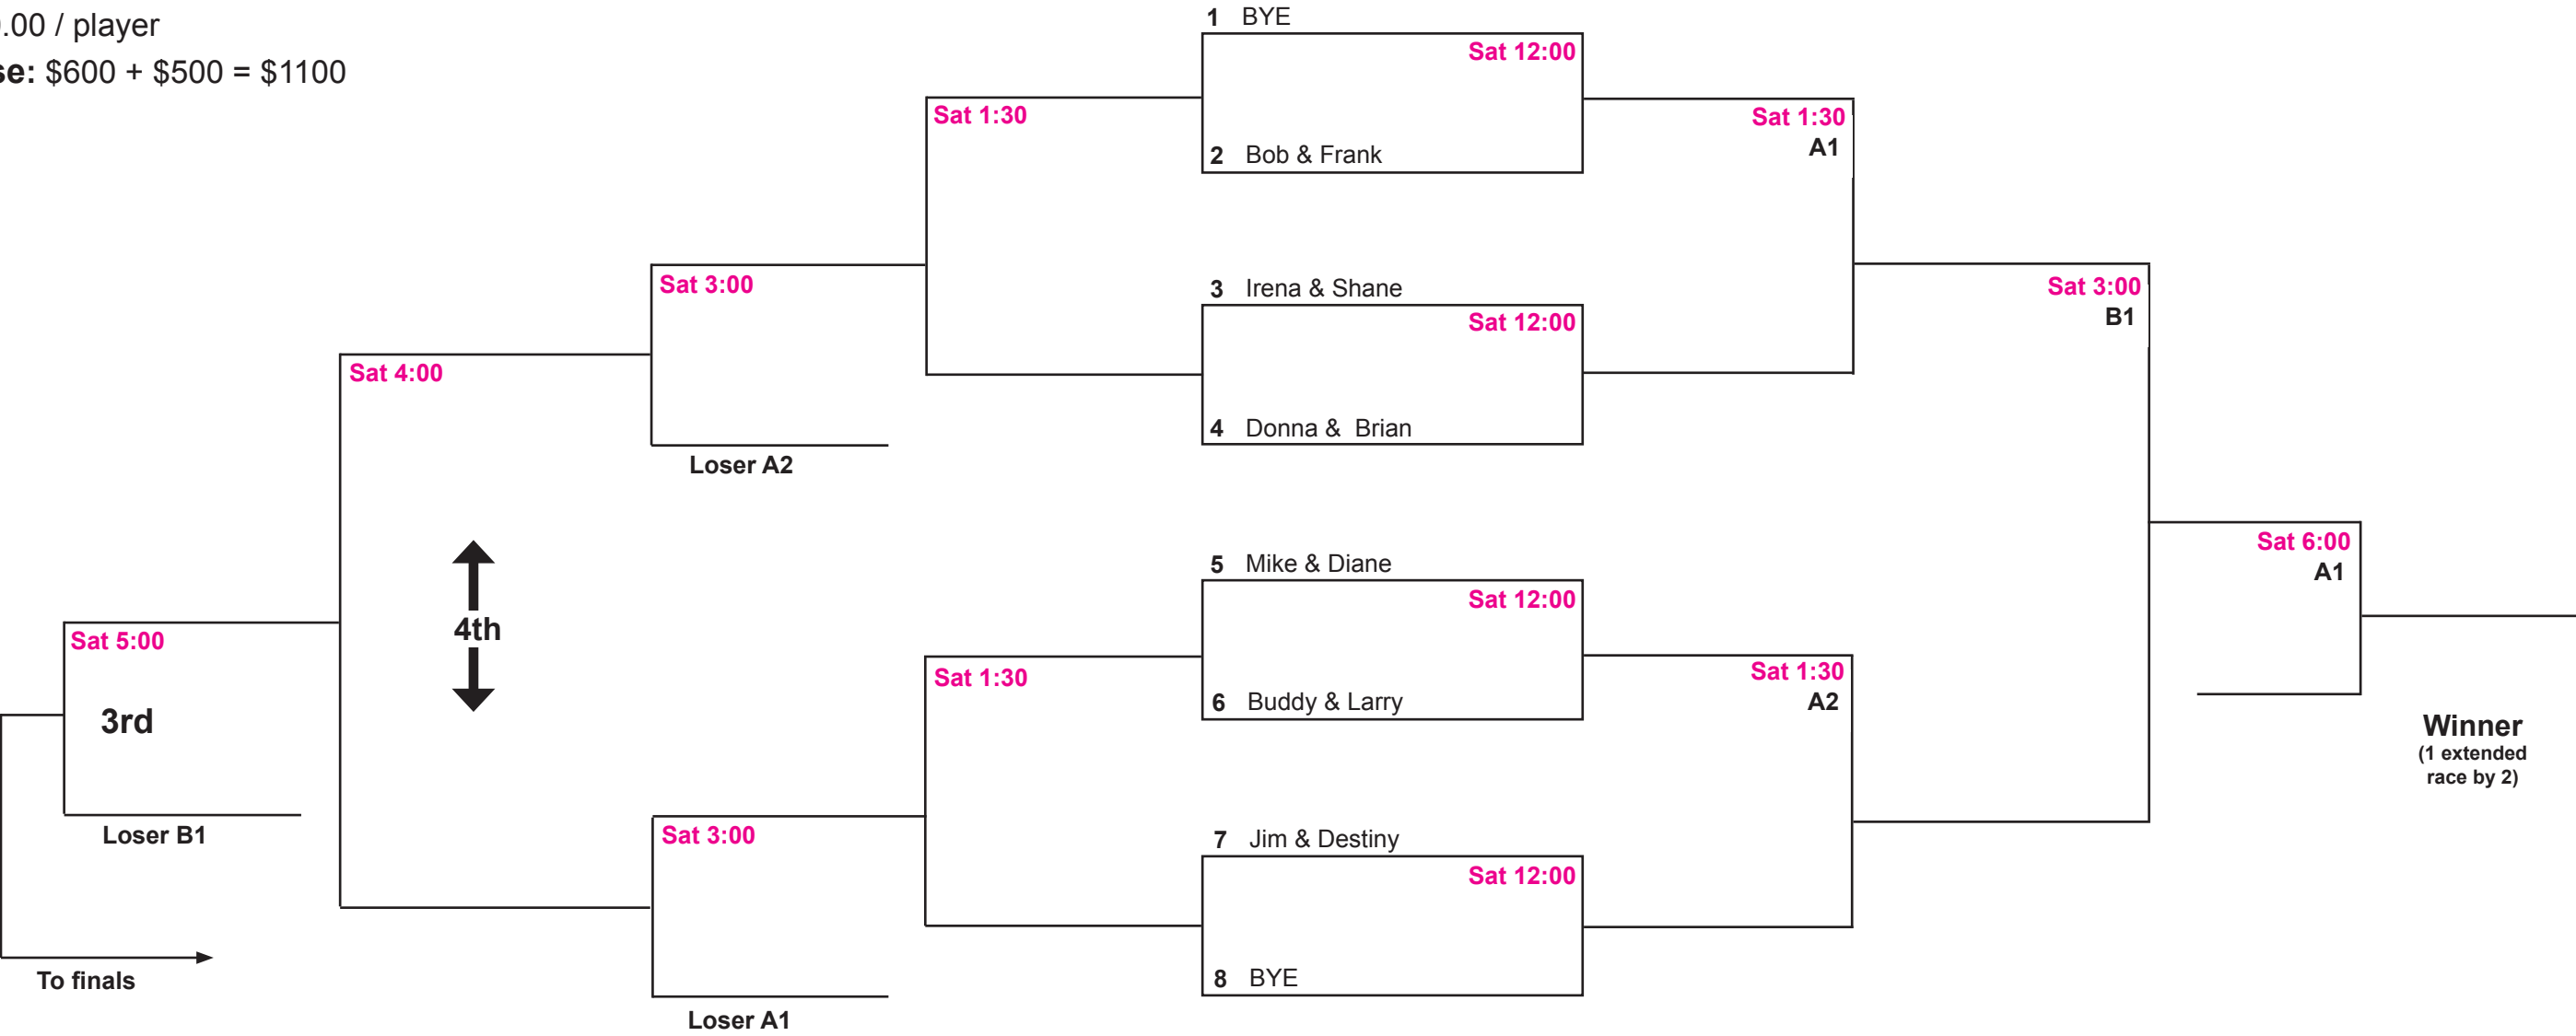 .00 / player
se: $600 + $500 = $1100
1 BYE
Sat 12:00
2 Bob & Frank
Sat 1:30
Sat 1:30
A1
3 Irena & Shane
Sat 12:00
4 Donna & Brian
Sat 3:00
Loser A2
Sat 3:00
B1
Sat 4:00
4th
5 Mike & Diane
Sat 12:00
6 Buddy & Larry
Sat 1:30
Sat 1:30
A2
7 Jim & Destiny
Sat 12:00
8 BYE
Sat 3:00
Loser A1
Sat 5:00
3rd
Loser B1
To finals
Sat 6:00
A1
Winner
(1 extended
race by 2)